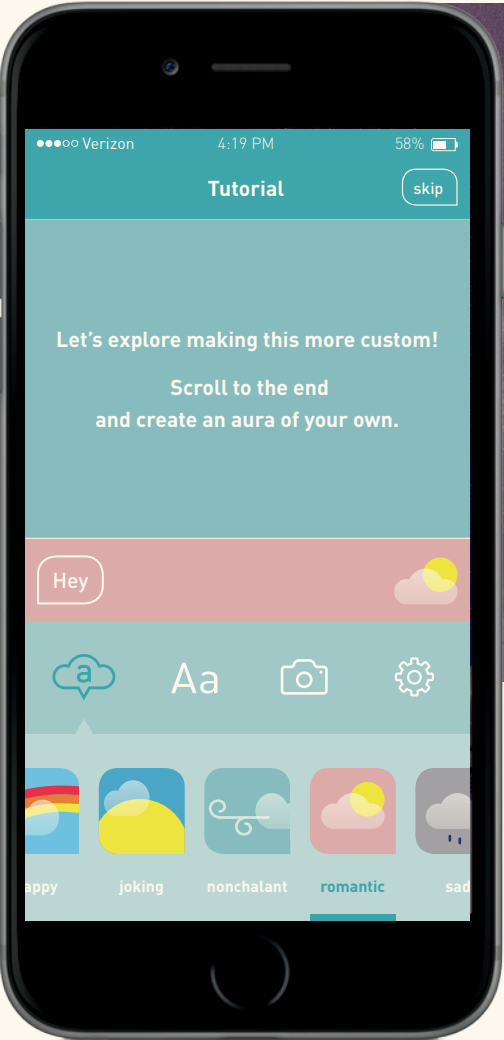 Verizon 4:19 PM 58%
Tutorial skip
Let’s explore making this more custom!
Scroll to the end
and create an aura of your own.
Hey
a Aa
appy joking nonchalant romantic sad